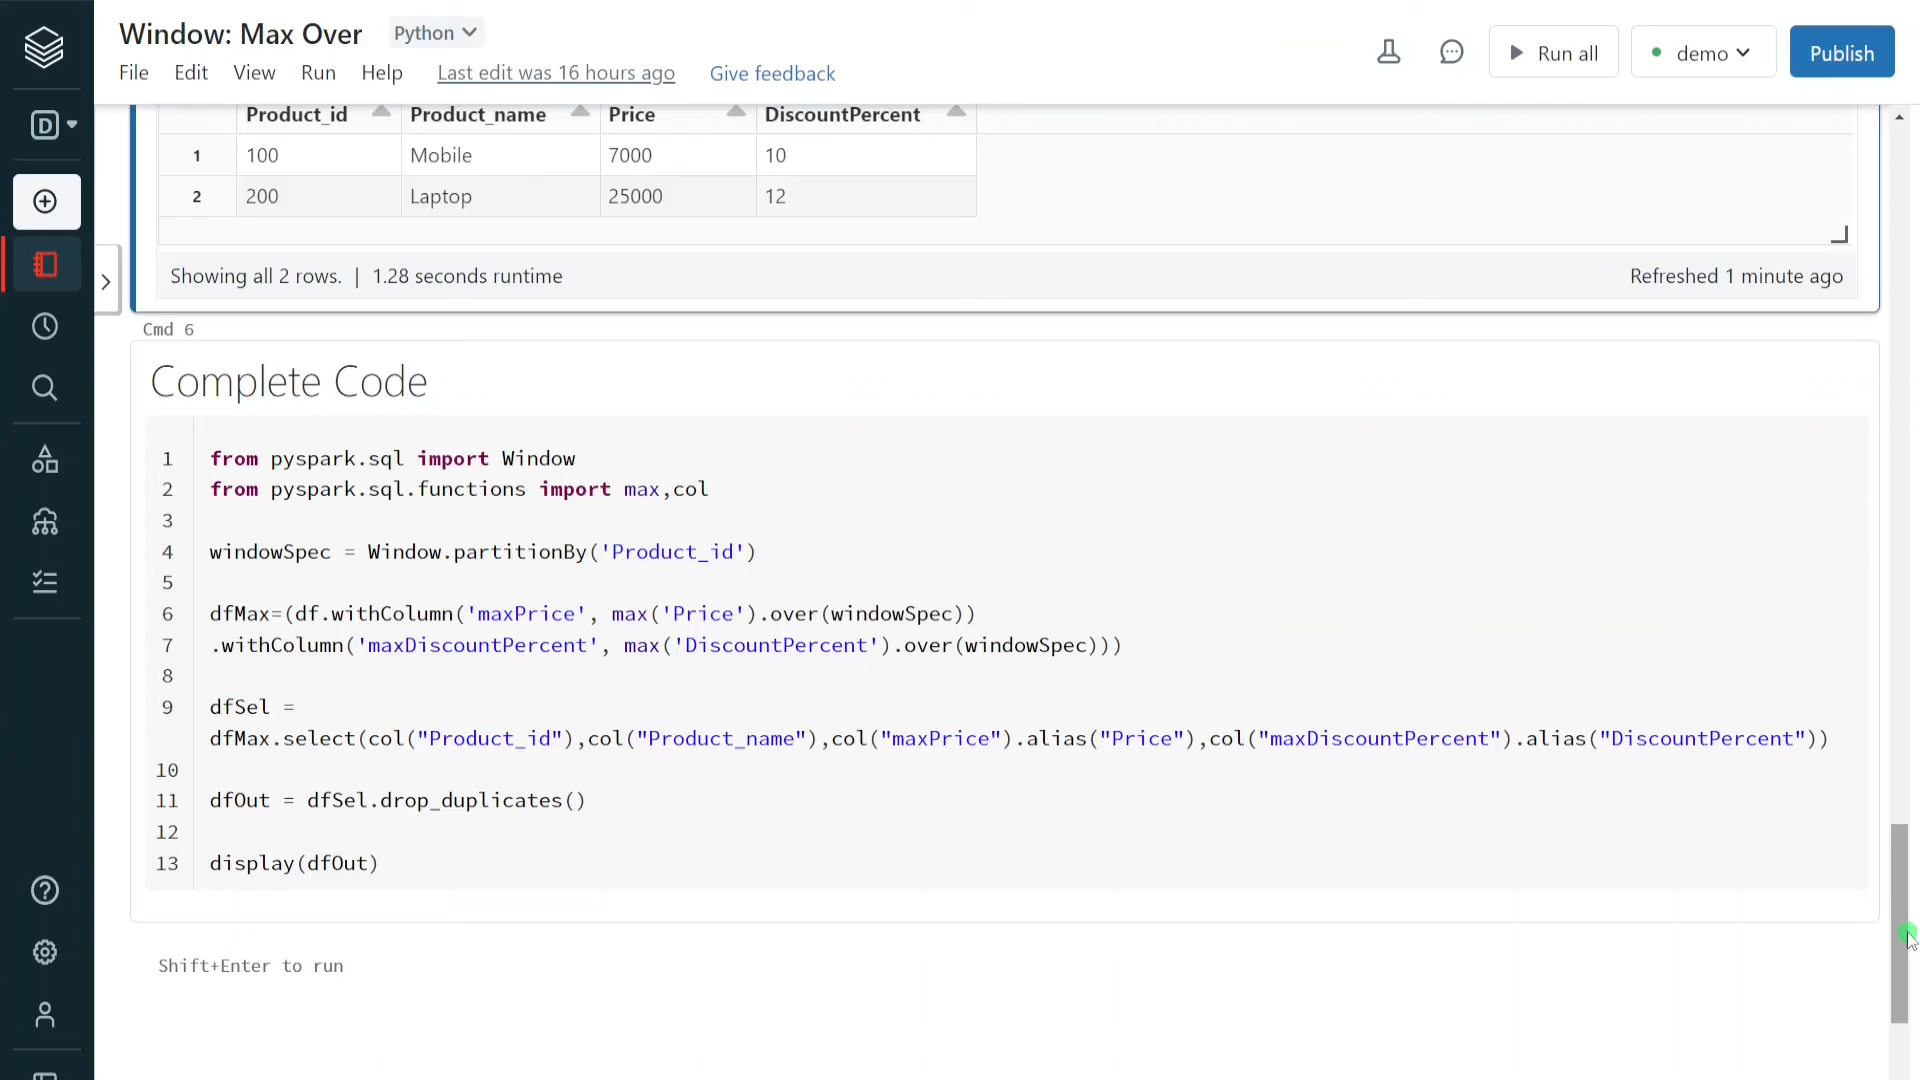 Window: Max Over Python
File Edit View Run Help Last edit was 16 hours ago Give feedback
Run all demo Publish
D
Product_id Product_name Price DiscountPercent
1 100 Mobile 7000 10
2 200 Laptop 25000 12
Showing all 2 rows. | 1.28 seconds runtime Refreshed 1 minute ago
Cmd 6
Complete Code
1 from pyspark.sql import Window
2 from pyspark.sql.functions import max,col
3
4 windowSpec = Window.partitionBy('Product_id')
5
6 dfMax=(df.withColumn('maxPrice', max('Price').over(windowSpec))
7 .withColumn('maxDiscountPercent', max('DiscountPercent').over(windowSpec)))
8
9 dfSel =
dfMax.select(col("Product_id"),col("Product_name"),col("maxPrice").alias("Price"),col("maxDiscountPercent").alias("DiscountPercent"))
10
11 dfOut = dfSel.drop_duplicates()
12
13 display(dfOut)
Shift+Enter to run